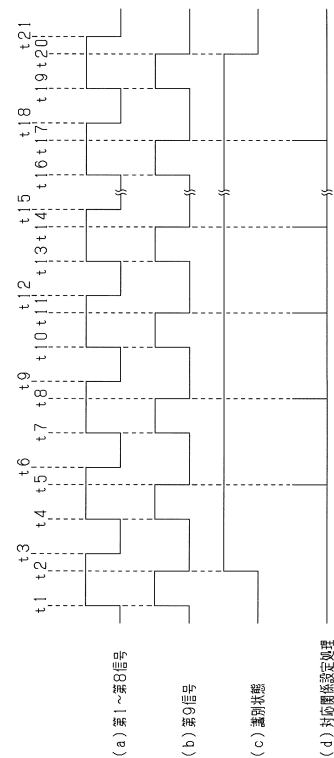 t1 t2 t3 t4 t5 t6 t7 t8 t9 t10 t11 t12 t13 t14 t15 t16 t17 t18 t19 t20 t21
(a) 第1~第8信号
(b) 第9信号
(c) 識別状態
(d) 対応関係設定処理